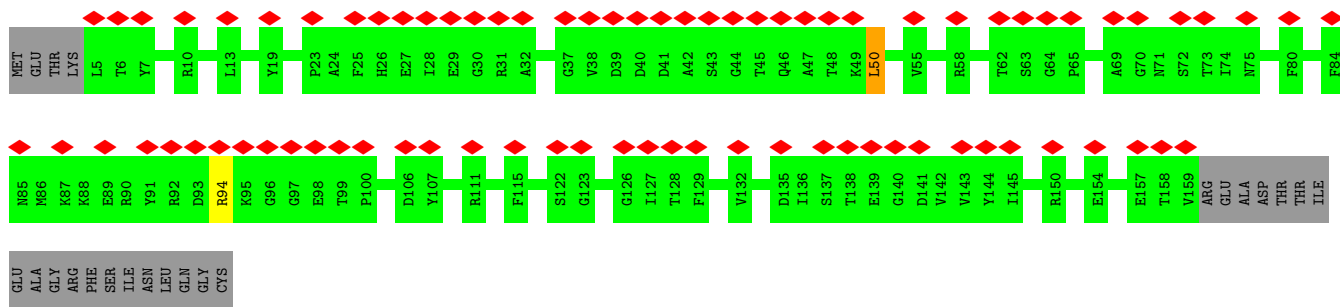 MET GLU THR LYS L5 T6 Y7 R10 L13 Y19 P23 A24 F25 H26 E27 I28 E29 G30 R31 A32 G37 V38 D39 D40 D41 A42 S43 G44 T45 Q46 A47 T48 K49 L50 V55 R58 T62 S63 G64 P65 A69 G70 N71 S72 T73 I74 N75 F80 F84
N85 M86 K87 K88 E89 R90 Y91 R92 D93 R94 K95 G96 G97 E98 T99 P100 D106 Y107 R111 F115 S122 G123 G126 I127 T128 F129 V132 D135 I136 S137 T138 E139 G140 D141 V142 V143 Y144 I145 R150 E154 E157 T158 V159 ARG GLU ALA ASP THR THR ILE
GLU ALA GLY ARG PHE SER ILE ASN LEU GLN GLY CYS